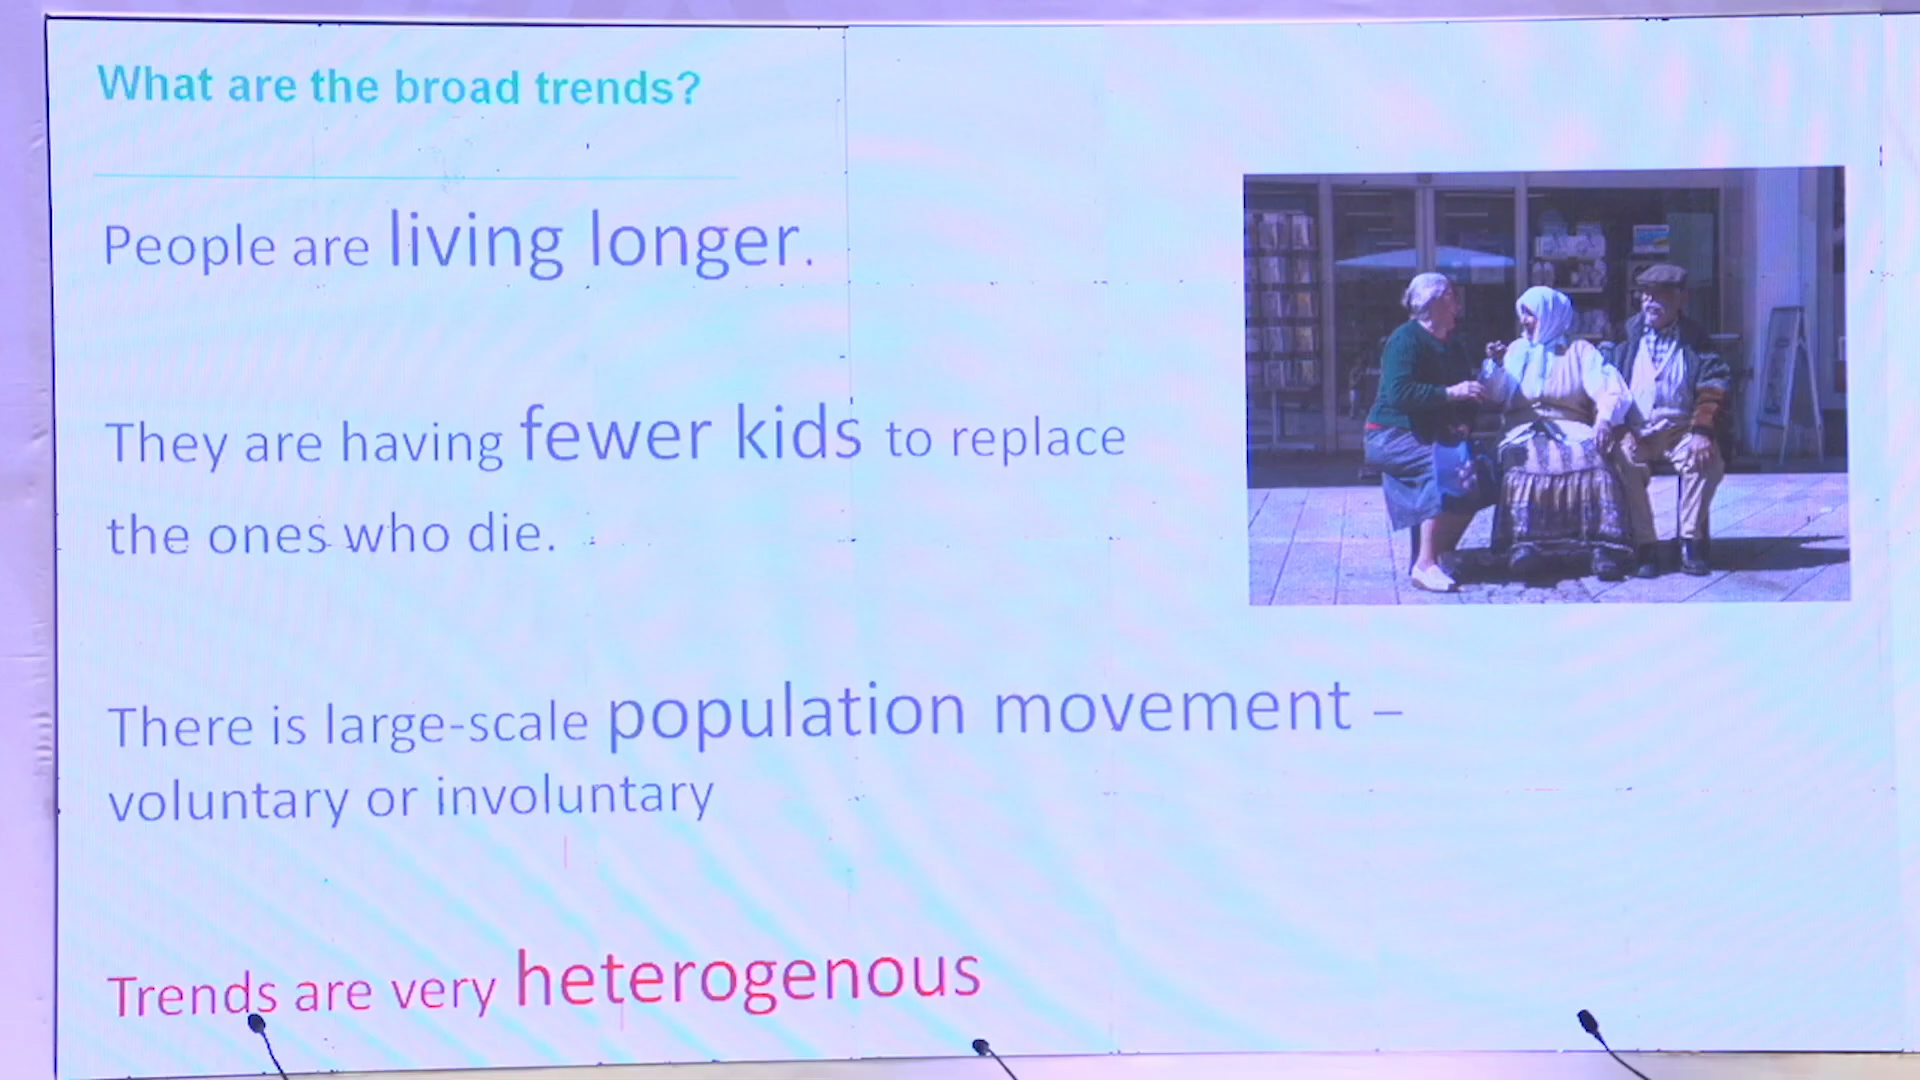 What are the broad trends?
People are living longer.
They are having fewer kids to replace
the ones who die.
There is large-scale population movement –
voluntary or involuntary
Trends are very heterogenous